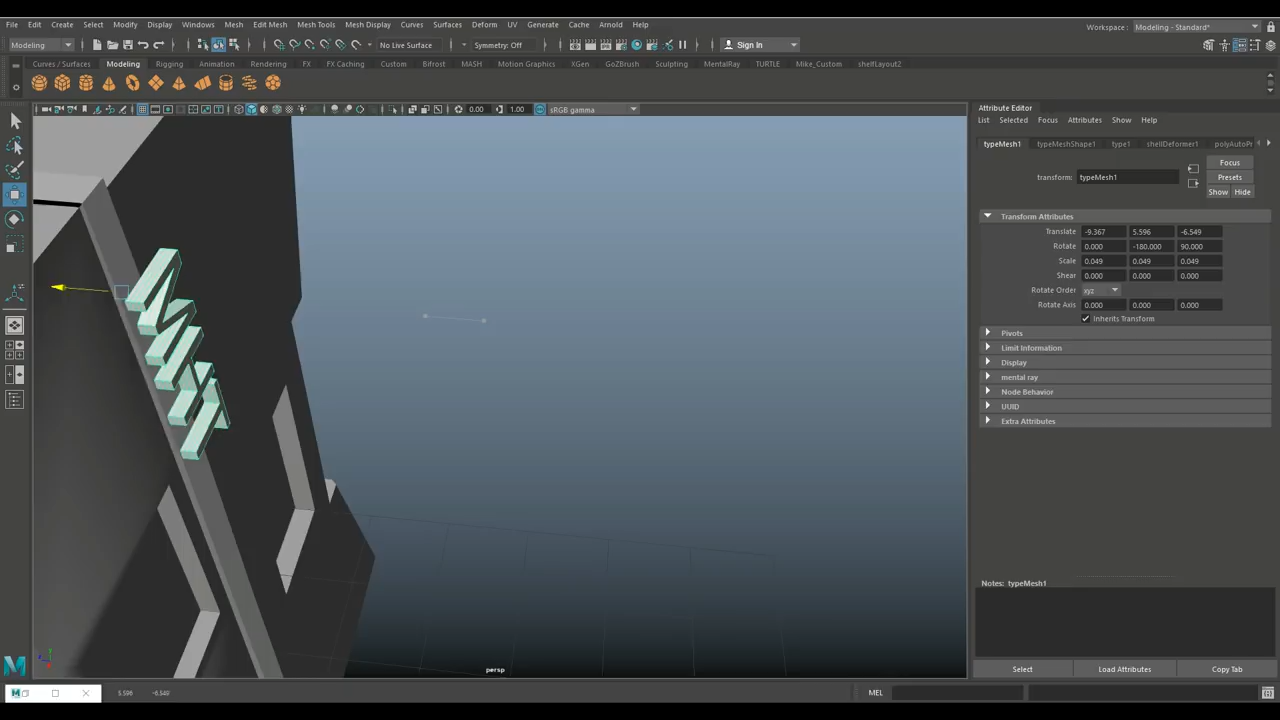 File Edit Create Select Modify Display Windows Mesh Edit Mesh Mesh Tools Mesh Display Curves Surfaces Deform UV Generate Cache Arnold Help
Workspace : Modeling - Standard*
Modeling No Live Surface Symmetry: Off Sign In
Curves / Surfaces Modeling Rigging Animation Rendering FX FX Caching Custom Bifrost MASH Motion Graphics XGen GoZBrush Sculpting MentalRay TURTLE Mike_Custom shelfLayout2
0.00 1.00 sRGB gamma
Attribute Editor
List Selected Focus Attributes Show Help
typeMesh1 typeMeshShape1 type1 shellDeformer1 polyAutoPr
Focus
transform: typeMesh1
Presets
Show Hide
Transform Attributes
Translate -9.367 5.596 -6.549
Rotate 0.000 -180.000 90.000
Scale 0.049 0.049 0.049
Shear 0.000 0.000 0.000
Rotate Order xyz
Rotate Axis 0.000 0.000 0.000
Inherits Transform
Pivots
Limit Information
Display
mental ray
Node Behavior
UUID
Extra Attributes
Notes: typeMesh1
persp
Select Load Attributes Copy Tab
5.596 -6.549
MEL